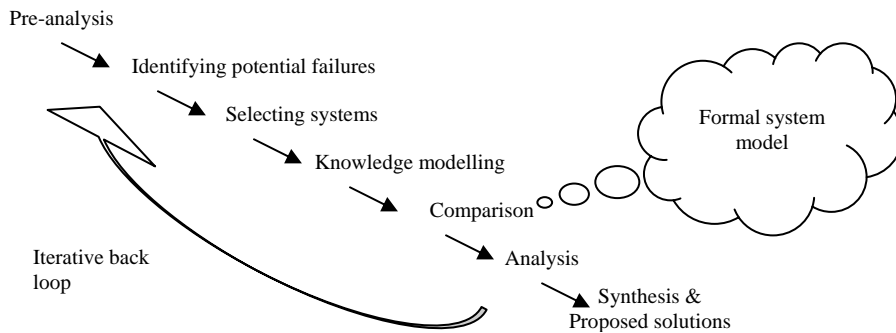 Pre-analysis
Identifying potential failures
Selecting systems
Knowledge modelling
Comparison
Analysis
Synthesis &
Proposed solutions
Formal system
model
Iterative back
loop